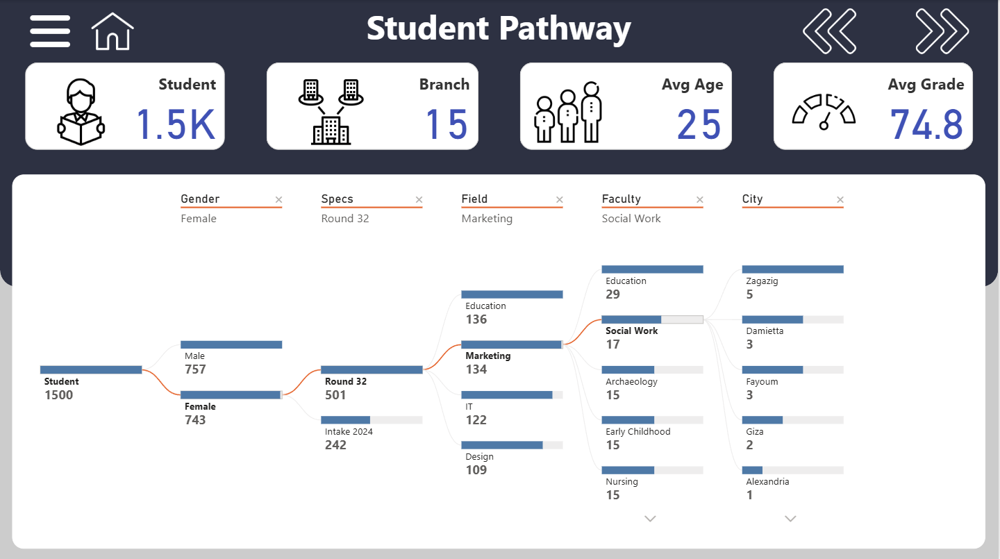 Student Pathway
Student
1.5K
Branch
15
Avg Age
25
Avg Grade
74.8
Gender
Female
Specs
Round 32
Field
Marketing
Faculty
Social Work
City
Student
1500
Male
757
Female
743
Round 32
501
Intake 2024
242
Education
136
Marketing
134
IT
122
Design
109
Education
29
Social Work
17
Archaeology
15
Early Childhood
15
Nursing
15
Zagazig
5
Damietta
3
Fayoum
3
Giza
2
Alexandria
1